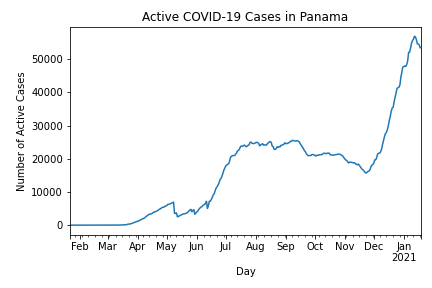 Active COVID-19 Cases in Panama
Number of Active Cases
50000
40000
30000
20000
10000
0
Feb Mar Apr May Jun Jul Aug Sep Oct Nov Dec Jan
2021
Day